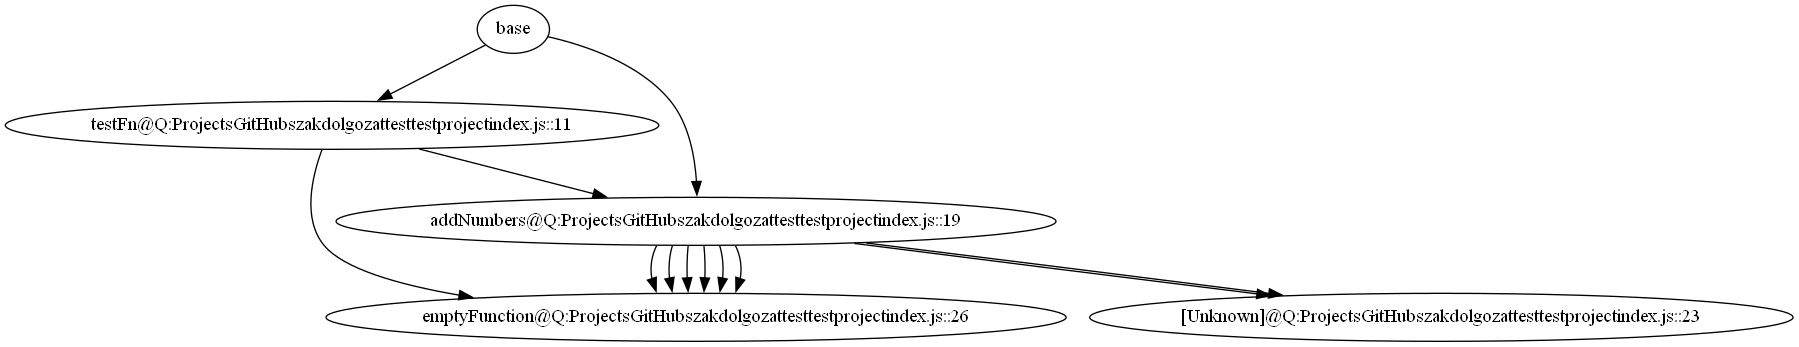 base
testFn@Q:ProjectsGitHubszakdolgozattesttestprojectindex.js::11
addNumbers@Q:ProjectsGitHubszakdolgozattesttestprojectindex.js::19
emptyFunction@Q:ProjectsGitHubszakdolgozattesttestprojectindex.js::26
[Unknown]@Q:ProjectsGitHubszakdolgozattesttestprojectindex.js::23